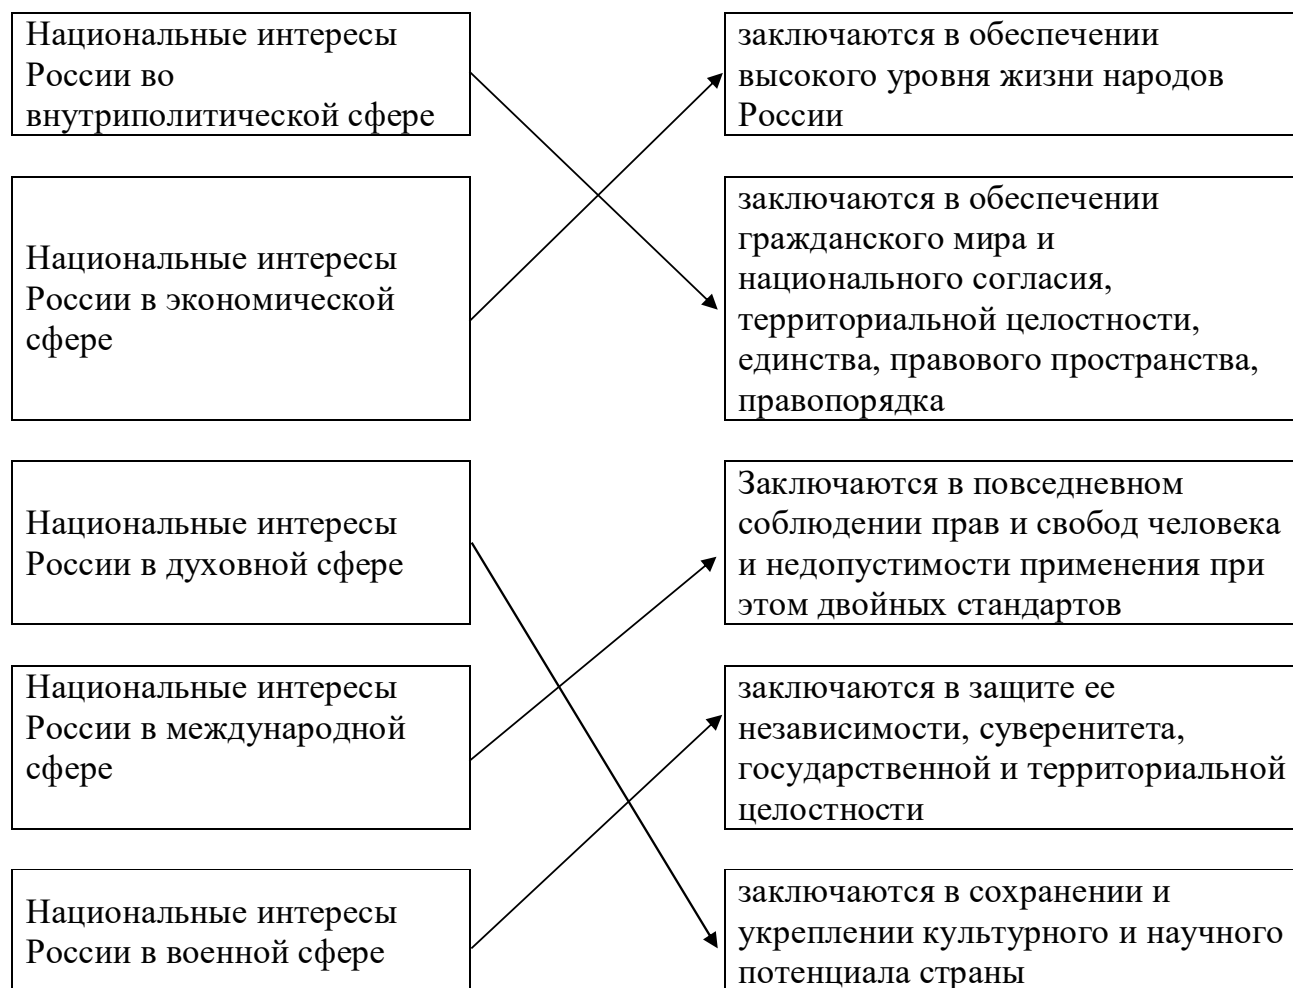 Национальные интересы
России во
внутриполитической сфере
заключаются в обеспечении
высокого уровня жизни народов
России
Национальные интересы
России в экономической
сфере
заключаются в обеспечении
гражданского мира и
национального согласия,
территориальной целостности,
единства, правового пространства,
правопорядка
Национальные интересы
России в духовной сфере
Заключаются в повседневном
соблюдении прав и свобод человека
и недопустимости применения при
этом двойных стандартов
Национальные интересы
России в международной
сфере
заключаются в защите ее
независимости, суверенитета,
государственной и территориальной
целостности
Национальные интересы
России в военной сфере
заключаются в сохранении и
укреплении культурного и научного
потенциала страны